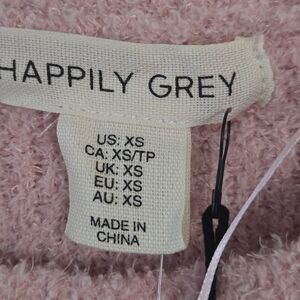 HAPPILY GREY
US: XS
CA: XS/TP
UK: XS
EU: XS
AU: XS
MADE IN
CHINA